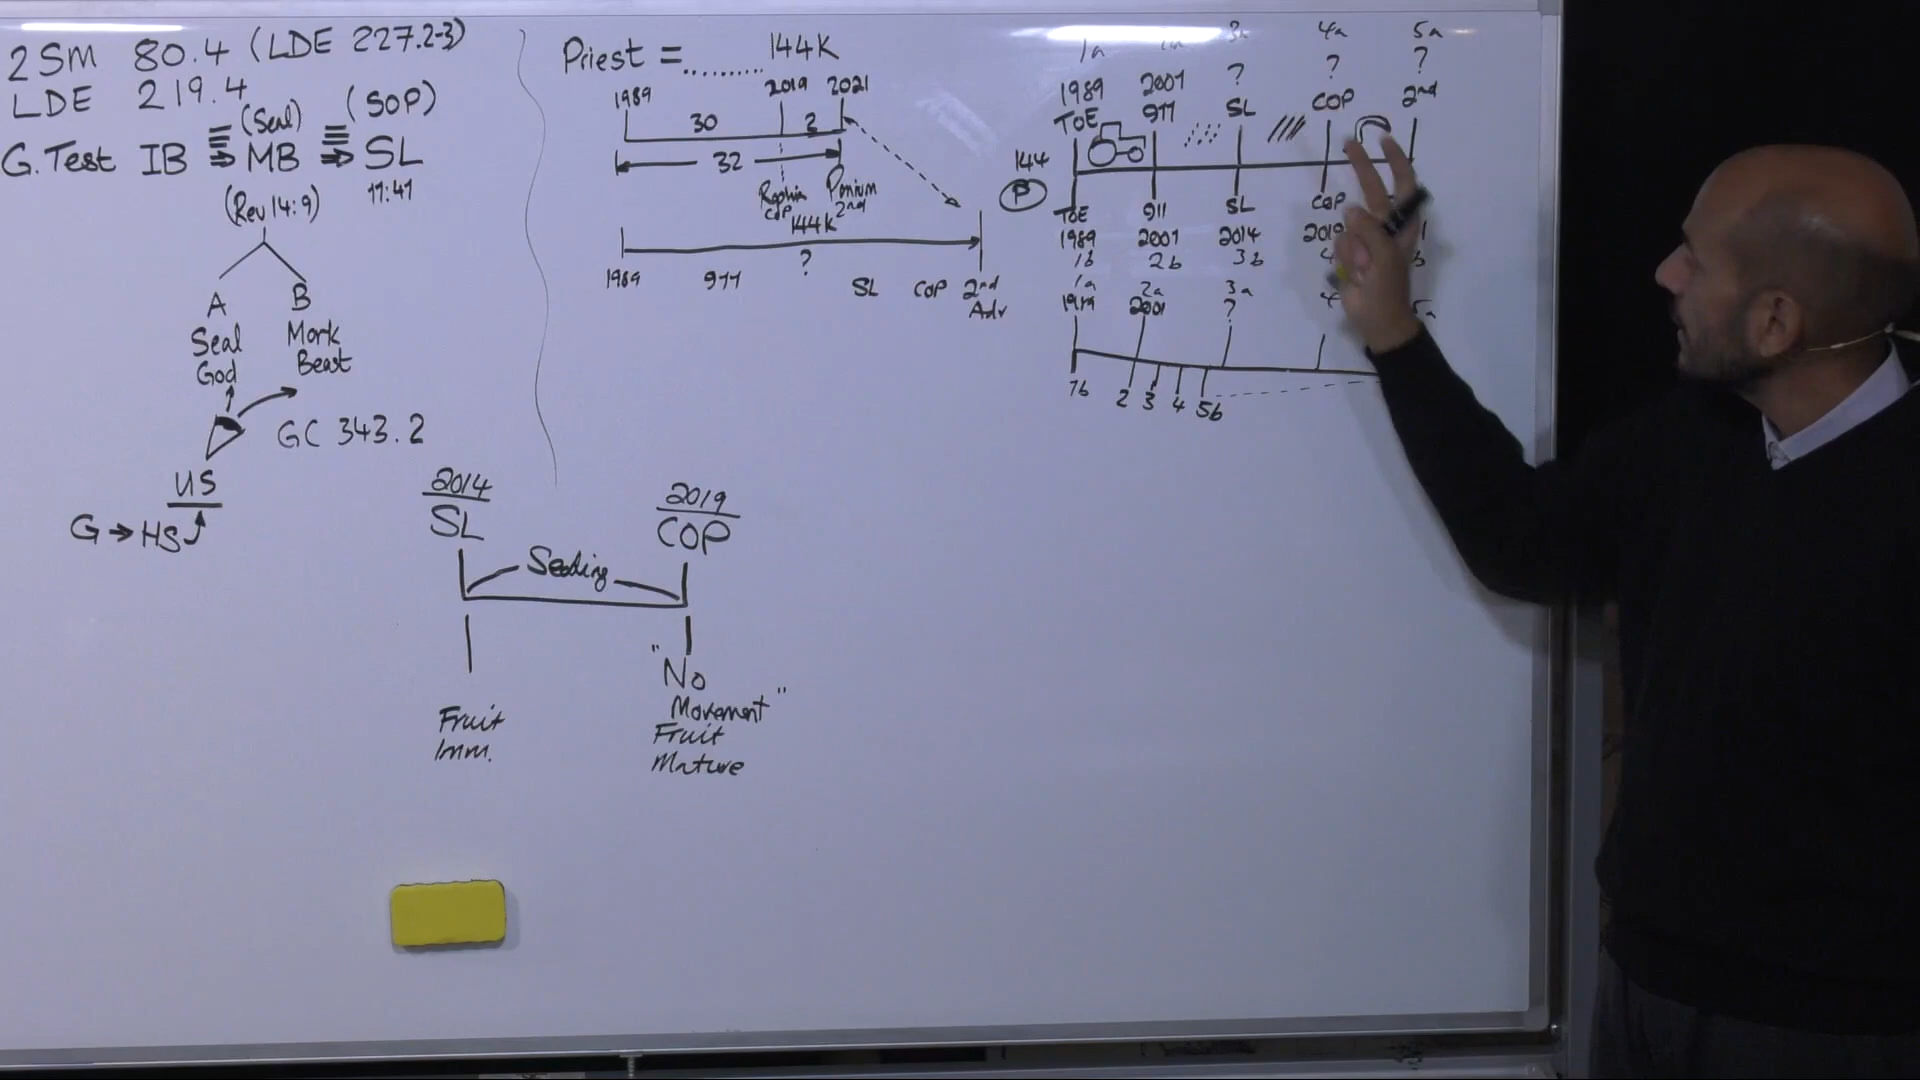 2SM 80.4 (LDE 227.2-3)
LDE 219.4
(Seal) (SOP)
G.Test IB MB SL
(Rev 14:9) 17:41
A B
Seal God
Mark Beast
GC 343.2
US
G → HS
2014
SL
2019
COP
Sealing
Fruit
Imm.
"No
Movement"
Fruit
Mature
Priest = .......... 144K
1989 2019 2021
30 2
32
Raphia Panium
COP 2nd
144K
1989 911 ? SL COP 2nd
Adv
1a 3a 4a 5a
1989 2001 ? ? ?
TOE 911 SL COP 2nd
144
P
TOE 911 SL COP
1989 2001 2014
1b 2b 3b
1a 2a 3a
1989 2001 ?
1b 2 3 4 5b